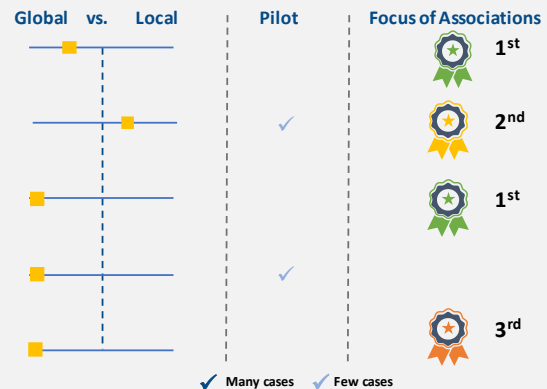 Global vs. Local Pilot Focus of Associations
1st
2nd
1st
3rd
Many cases Few cases